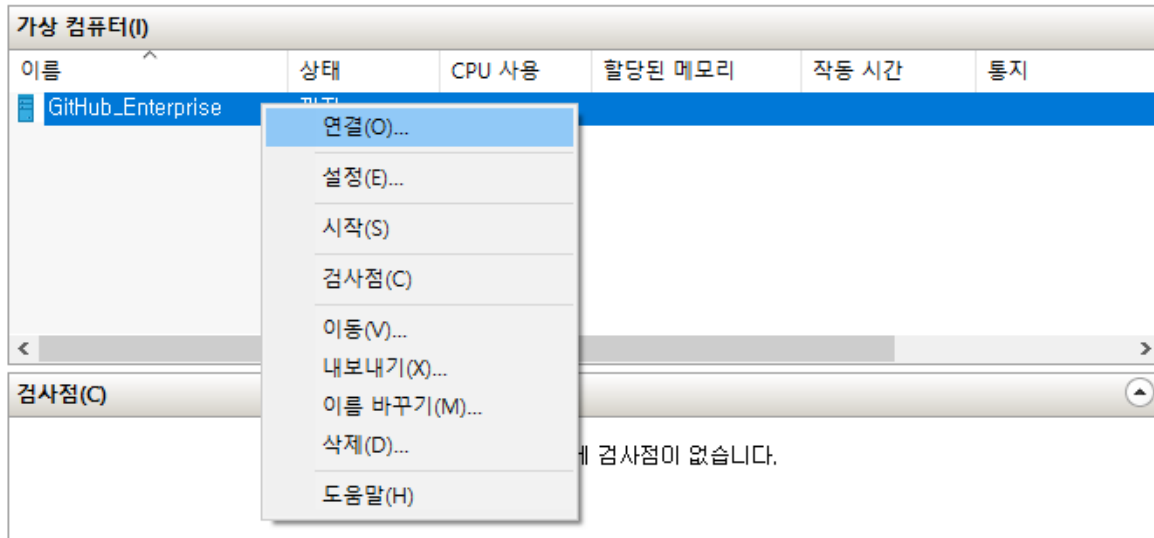 가상 컴퓨터(I)
이름 상태 CPU 사용 할당된 메모리 작동 시간 통지
GitHub_Enterprise
연결(O)...
설정(E)...
시작(S)
검사점(C)
이동(V)...
내보내기(X)...
이름 바꾸기(M)...
삭제(D)...
도움말(H)
검사점(C)
검사점이 없습니다.